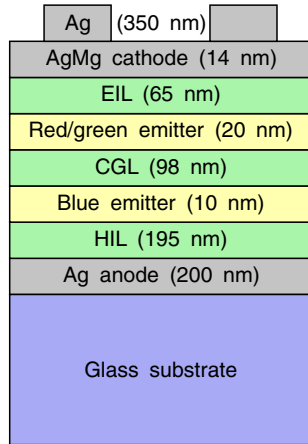 Ag (350 nm)
AgMg cathode (14 nm)
EIL (65 nm)
Red/green emitter (20 nm)
CGL (98 nm)
Blue emitter (10 nm)
HIL (195 nm)
Ag anode (200 nm)
Glass substrate